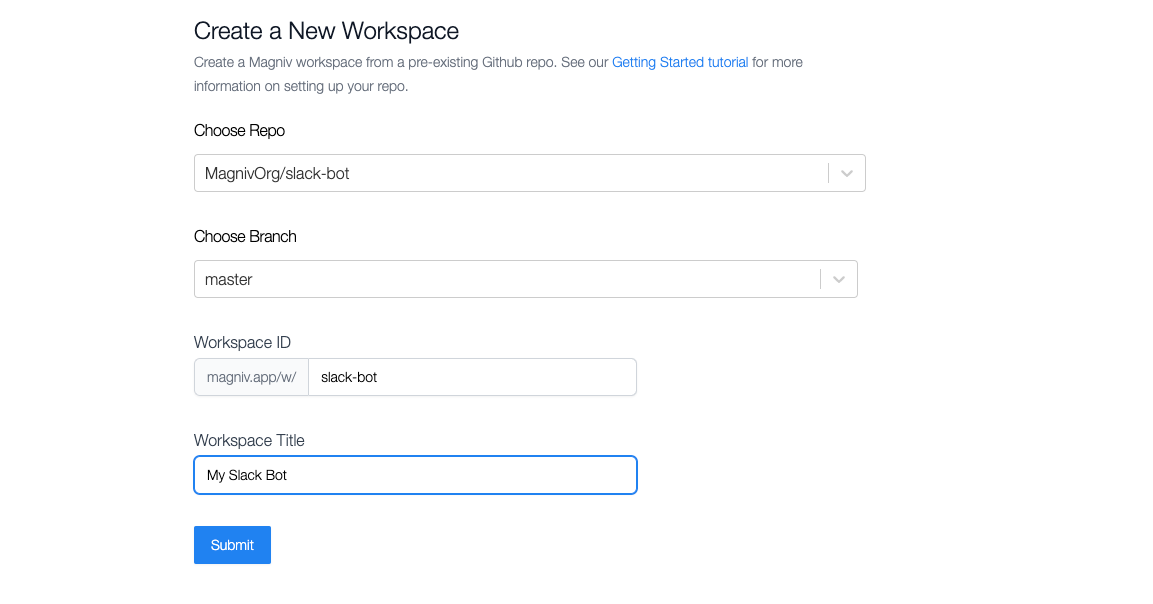 Create a New Workspace
Create a Magniv workspace from a pre-existing Github repo. See our Getting Started tutorial for more
information on setting up your repo.
Choose Repo
MagnivOrg/slack-bot
Choose Branch
master
Workspace ID
magniv.app/w/ slack-bot
Workspace Title
My Slack Bot
Submit